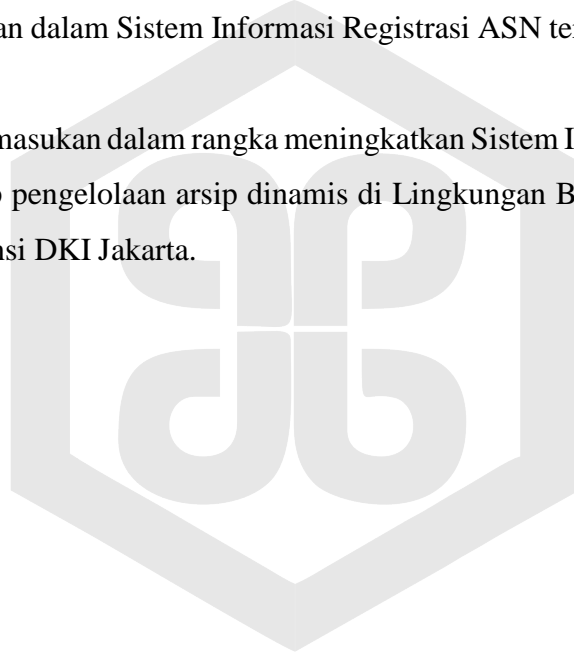 an dalam Sistem Informasi Registrasi ASN te
masukan dalam rangka meningkatkan Sistem I
pengelolaan arsip dinamis di Lingkungan B
nsi DKI Jakarta.